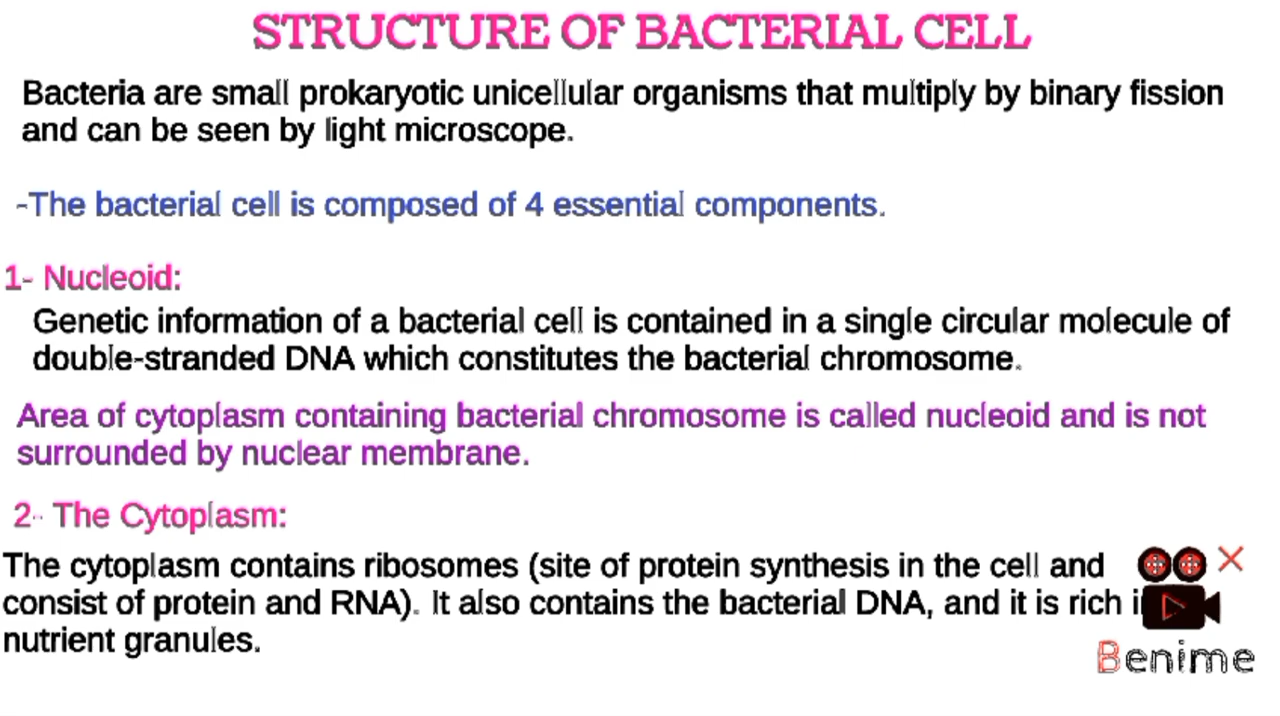 STRUCTURE OF BACTERIAL CELL
Bacteria are small prokaryotic unicellular organisms that multiply by binary fission
and can be seen by light microscope.
-The bacterial cell is composed of 4 essential components.
1- Nucleoid:
Genetic information of a bacterial cell is contained in a single circular molecule of
double-stranded DNA which constitutes the bacterial chromosome.
Area of cytoplasm containing bacterial chromosome is called nucleoid and is not
surrounded by nuclear membrane.
2- The Cytoplasm:
The cytoplasm contains ribosomes (site of protein synthesis in the cell and
consist of protein and RNA). It also contains the bacterial DNA, and it is rich
nutrient granules.
Benime